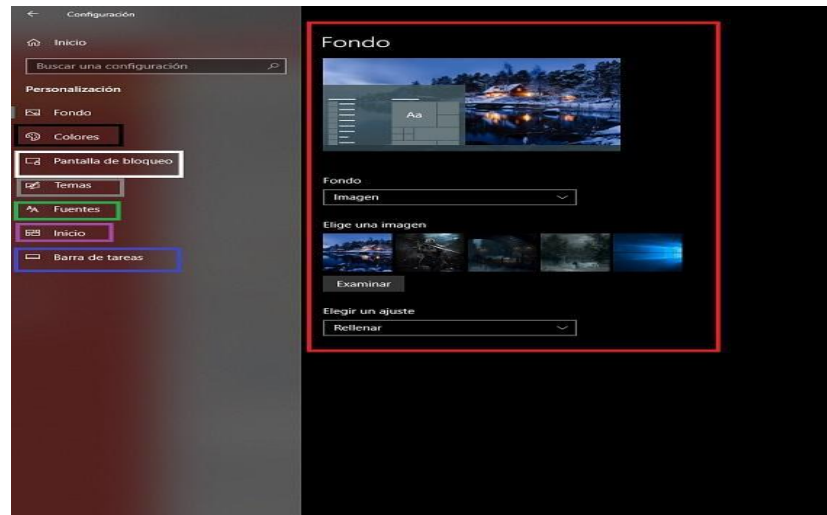 Configuración
Inicio
Buscar una configuración
Personalización
Fondo
Colores
Pantalla de bloqueo
Temas
Fuentes
Inicio
Barra de tareas
Fondo
Aa
Fondo
Imagen
Elige una imagen
Examinar
Elegir un ajuste
Rellenar